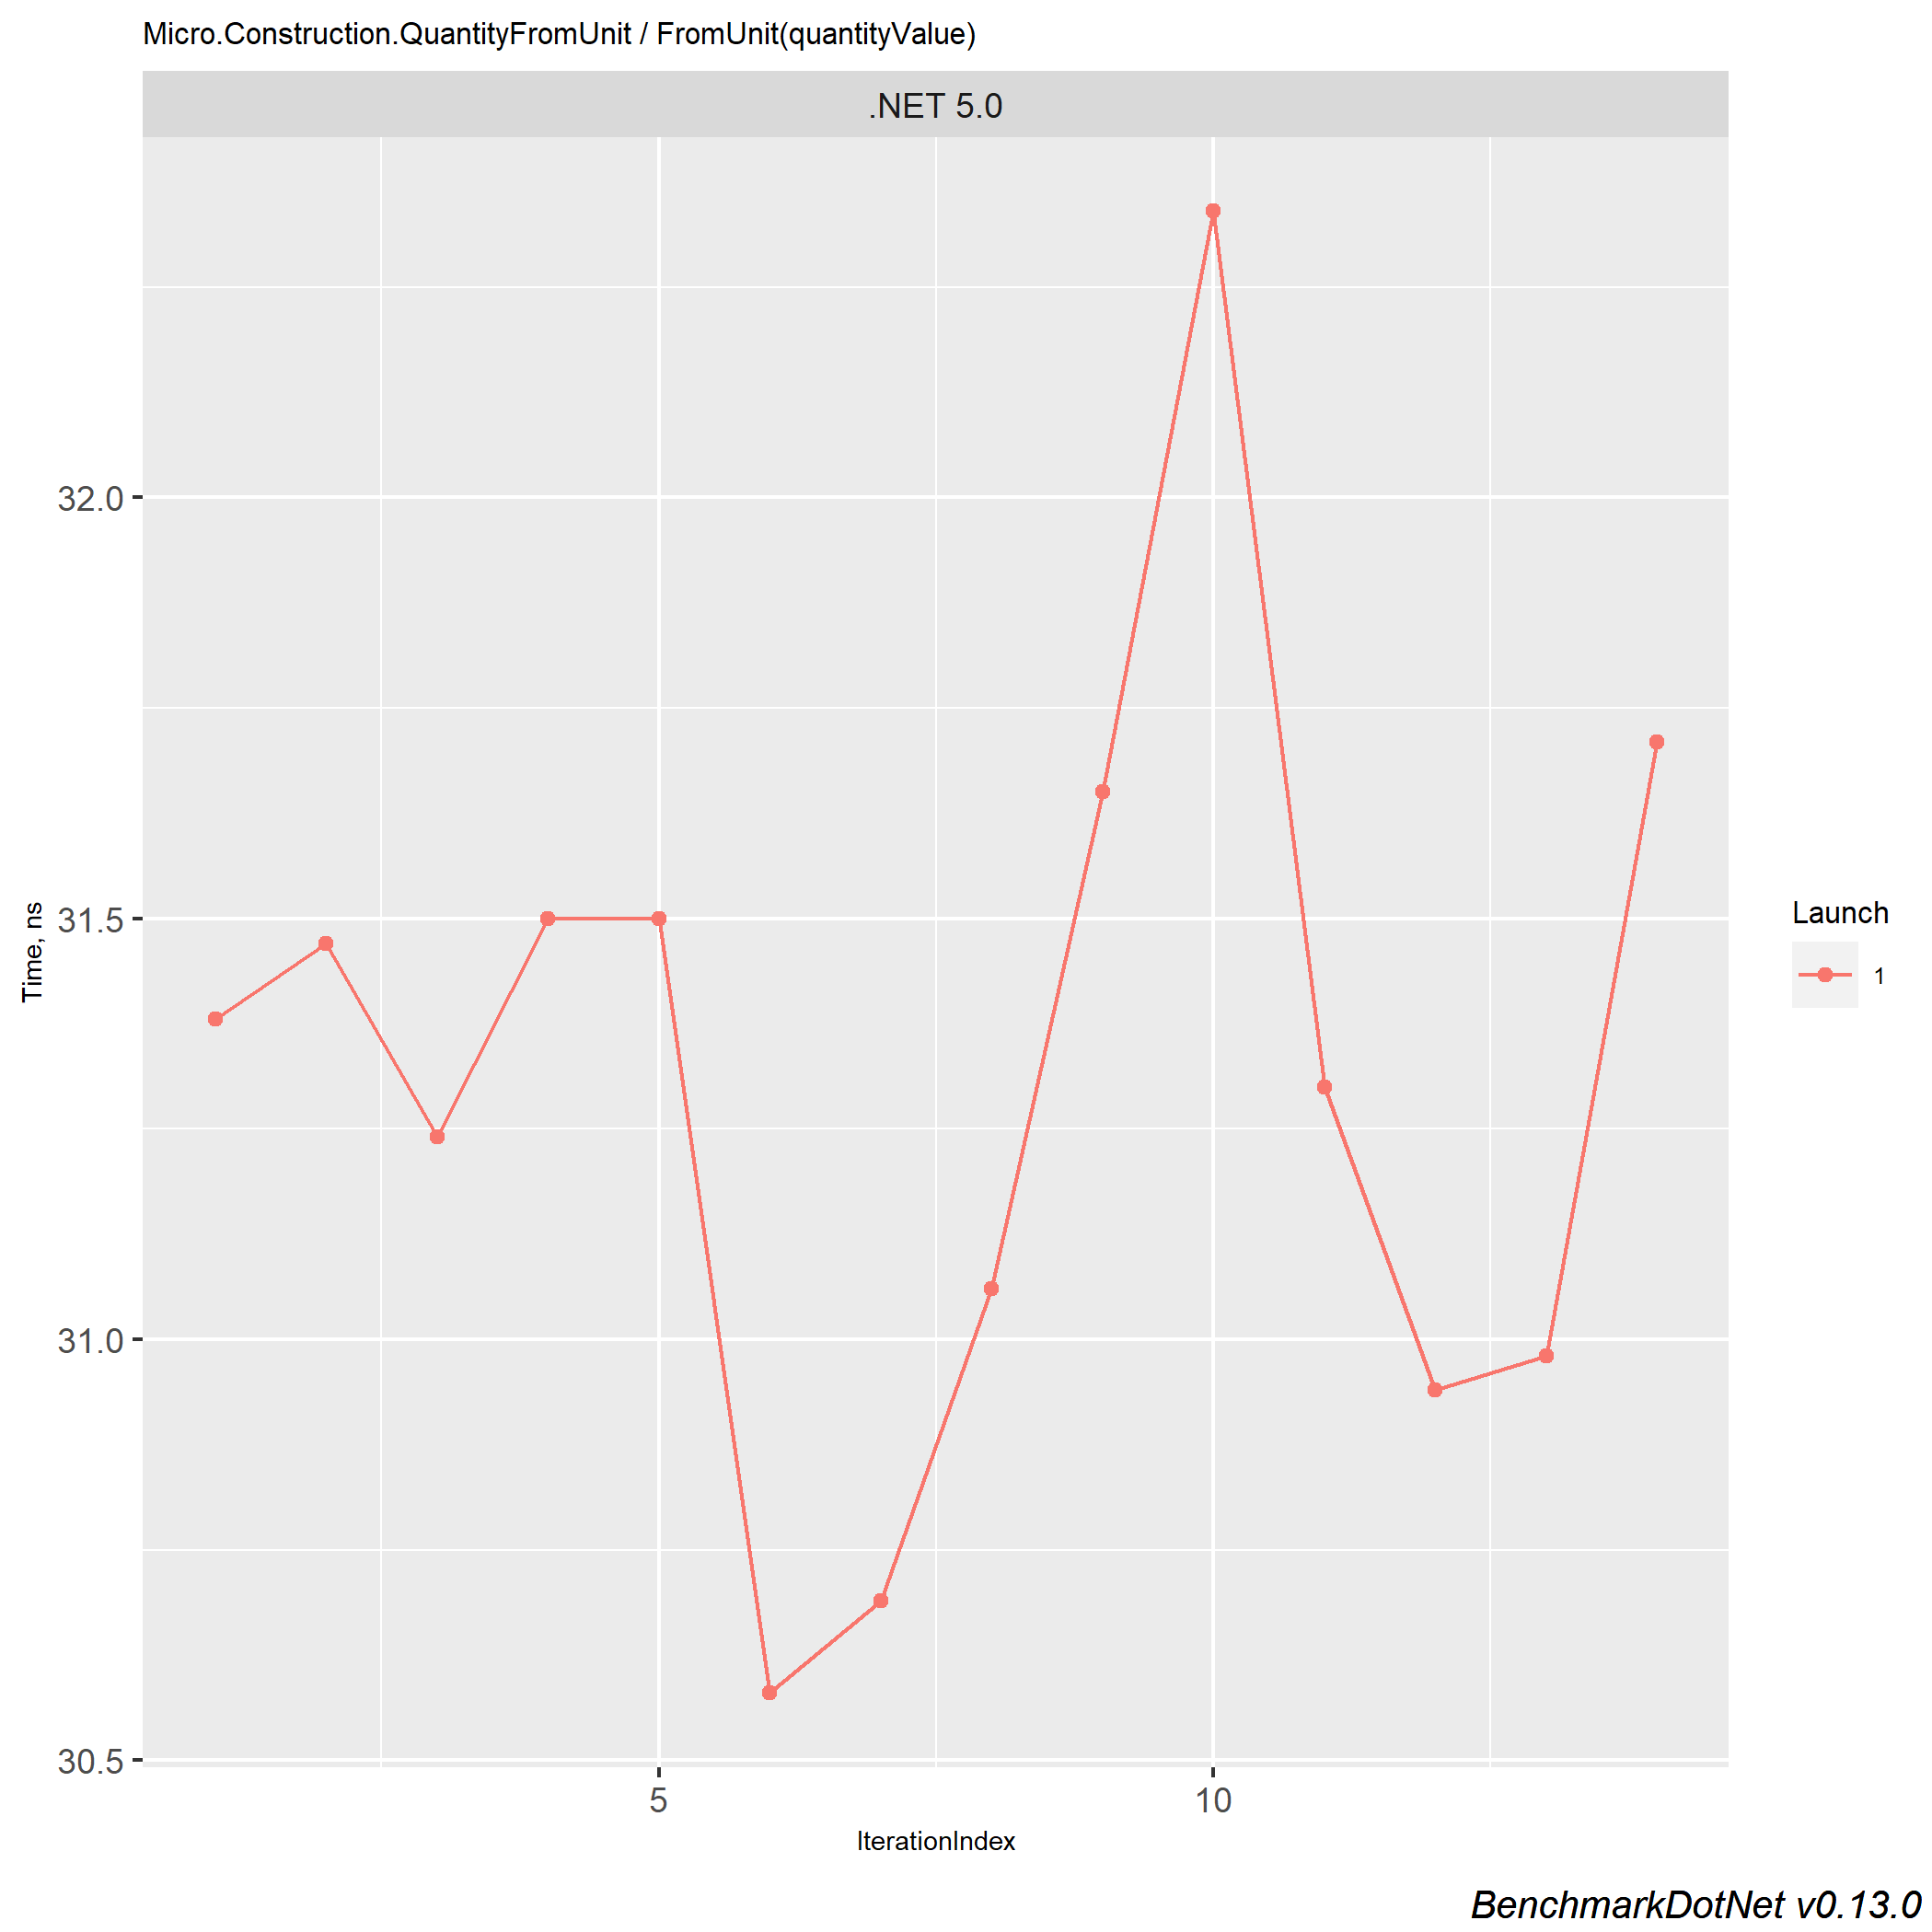 Micro.Construction.QuantityFromUnit / FromUnit(quantityValue)
.NET 5.0
32.0
31.5
31.0
30.5
Time, ns
5
10
IterationIndex
Launch
1
BenchmarkDotNet v0.13.0